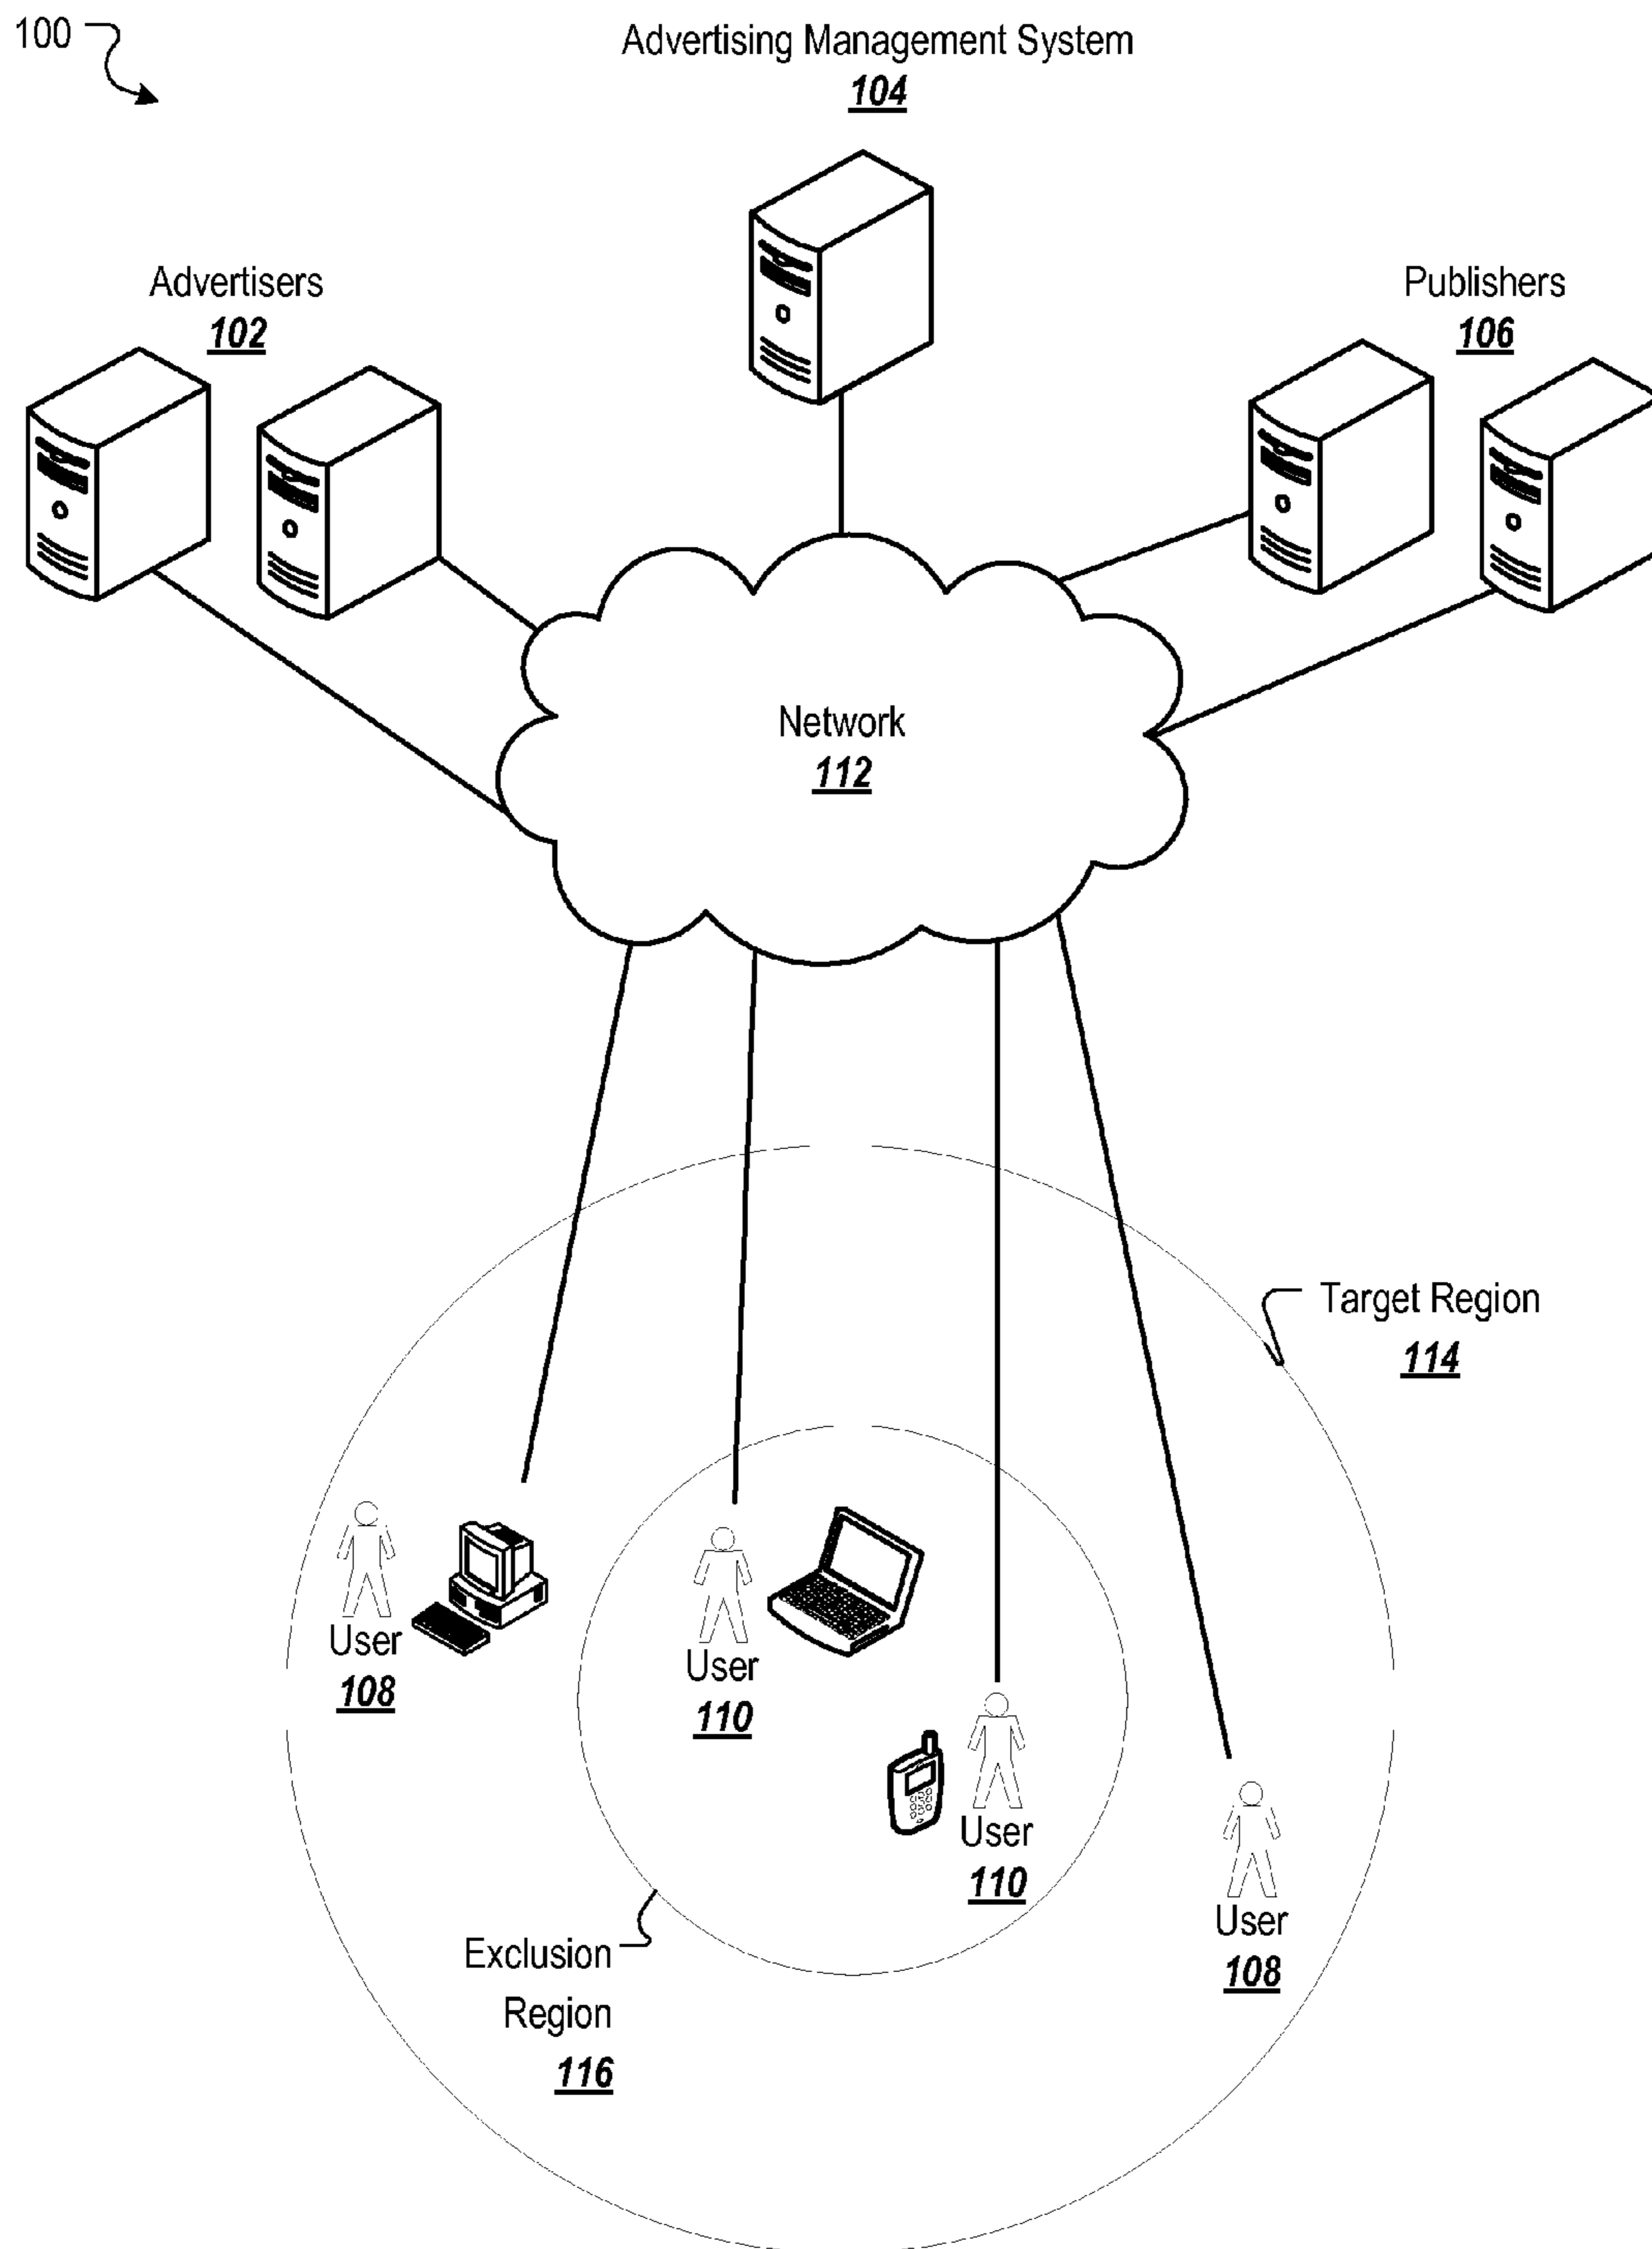 100
Advertising Management System
104
Advertisers
102
Publishers
106
Network
112
Target Region
114
User
108
User
110
User
110
User
108
Exclusion
Region
116